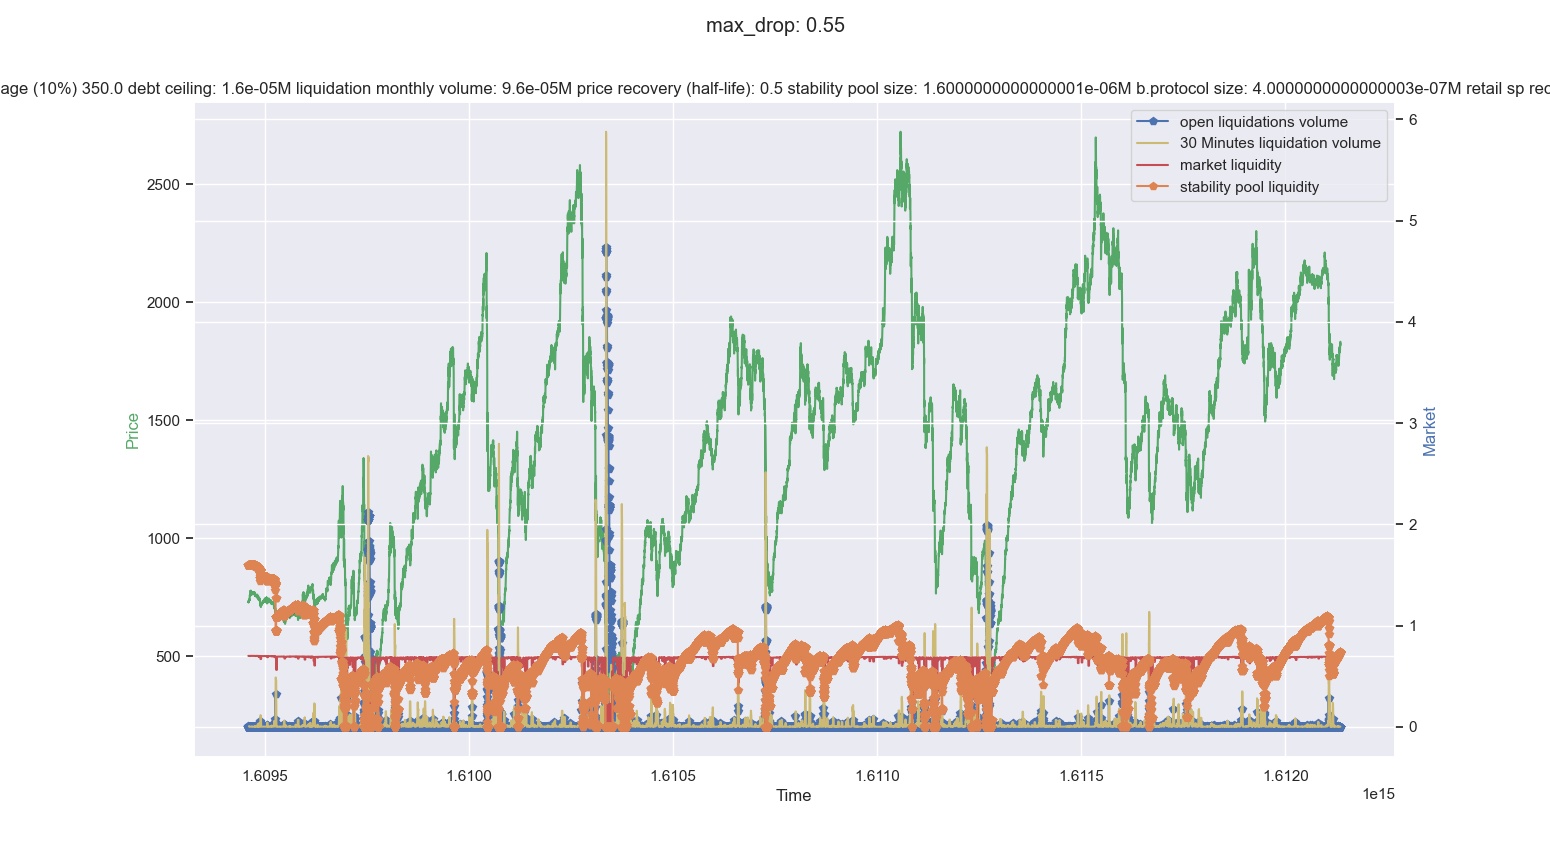 max_drop: 0.55
age (10%) 350.0 debt ceiling: 1.6e-05M liquidation monthly volume: 9.6e-05M price recovery (half-life): 0.5 stability pool size: 1.6000000000000001e-06M b.protocol size: 4.0000000000000003e-07M retail sp rec
open liquidations volume
30 Minutes liquidation volume
market liquidity
stability pool liquidity
Price
2500
2000
1500
1000
500
6
5
4
3
2
1
0
Market
1.6095
1.6100
1.6105
1.6110
1.6115
1.6120
1e15
Time